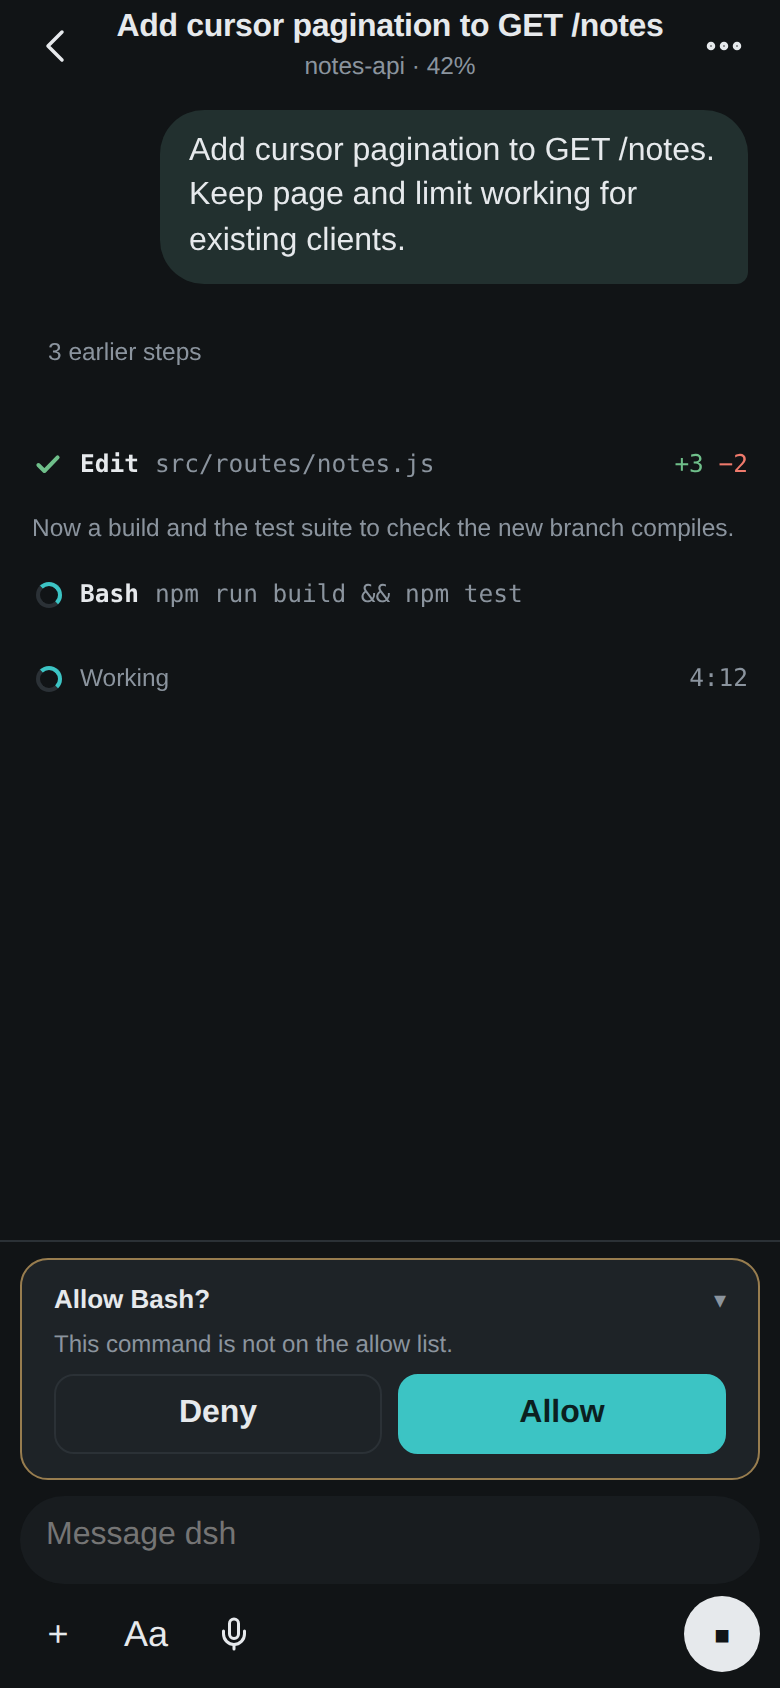 Add cursor pagination to GET /notes
notes-api · 42%
Add cursor pagination to GET /notes.
Keep page and limit working for
existing clients.
3 earlier steps
Edit src/routes/notes.js +3 −2
Now a build and the test suite to check the new branch compiles.
Bash npm run build && npm test
Working 4:12
Allow Bash?
This command is not on the allow list.
Deny Allow
Message dsh
+ Aa